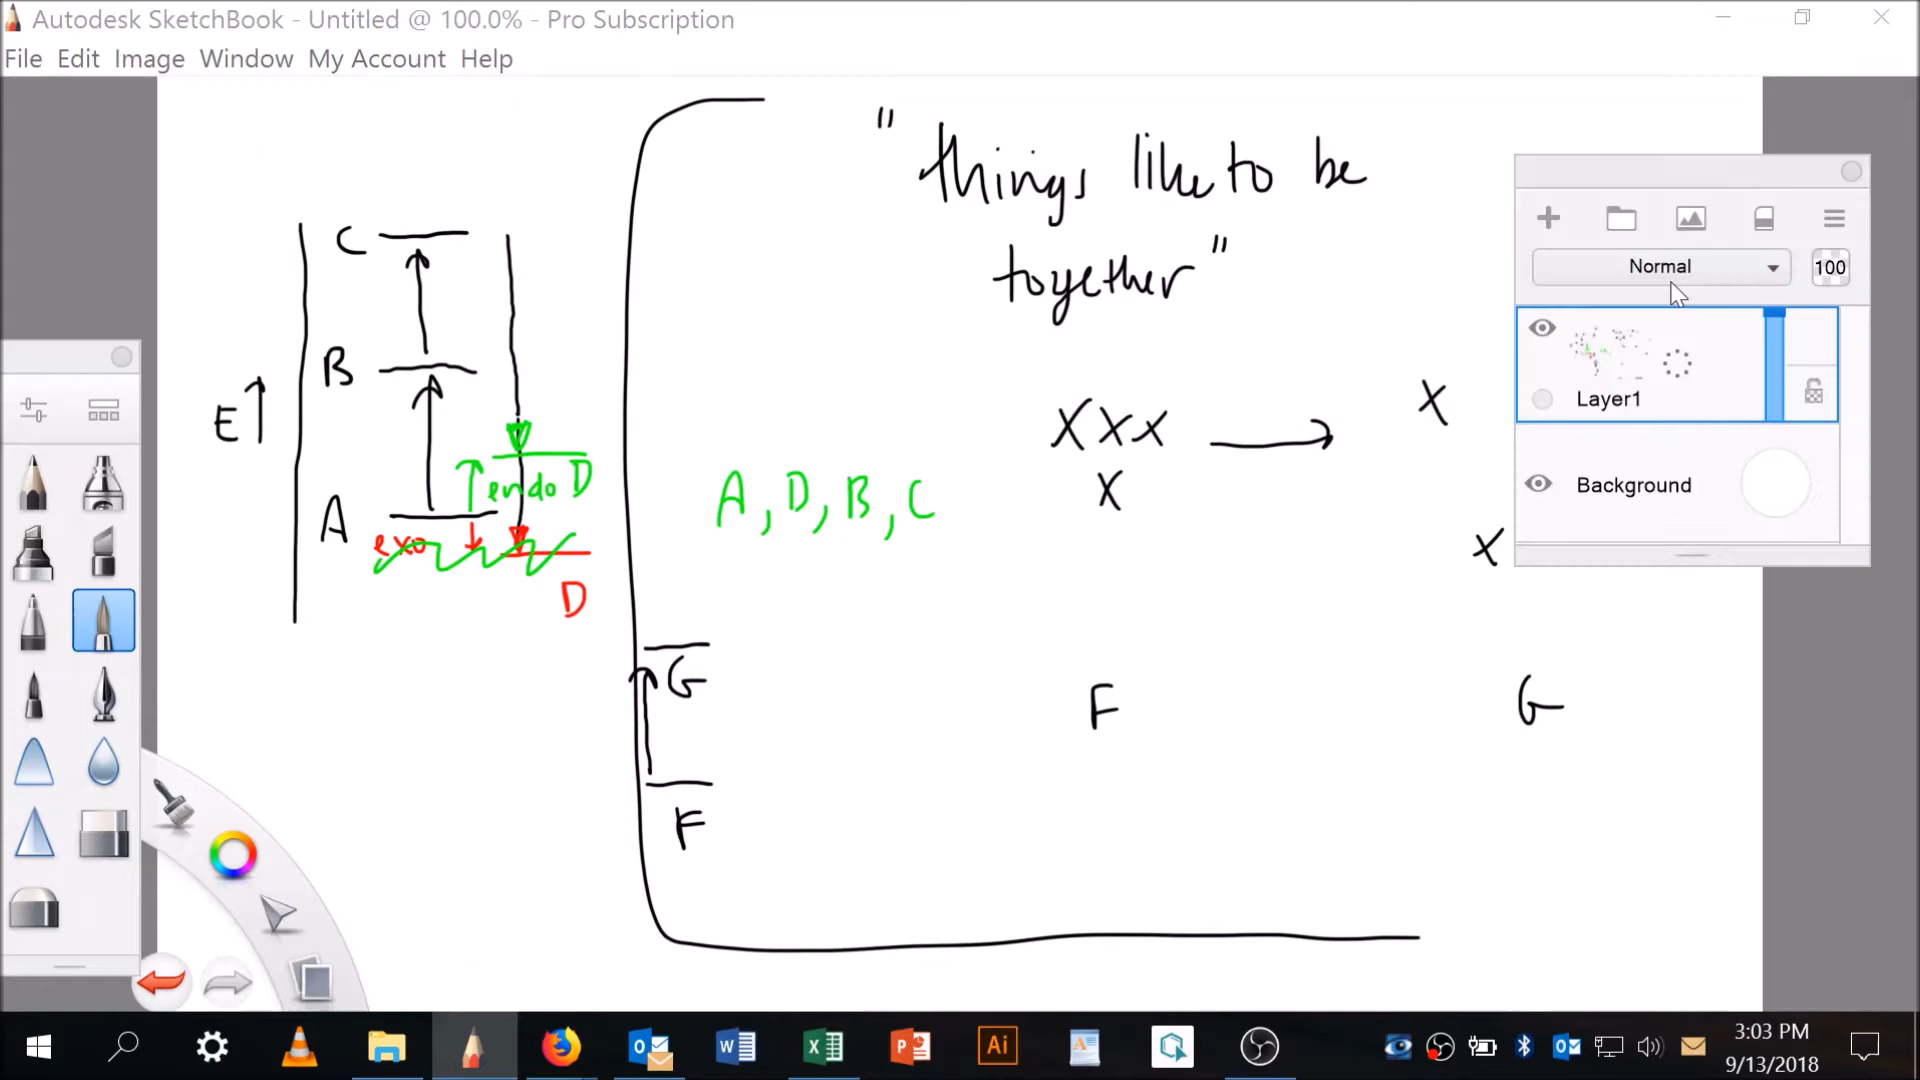 Autodesk SketchBook - Untitled @ 100.0% - Pro Subscription
File Edit Image Window My Account Help
"things like to be
together"
C
B
E
A
endo D
exo
D
A, D, B, C
X X X
X
X
X
G
F
F
G
Normal
100
Layer1
Background
3:03 PM
9/13/2018